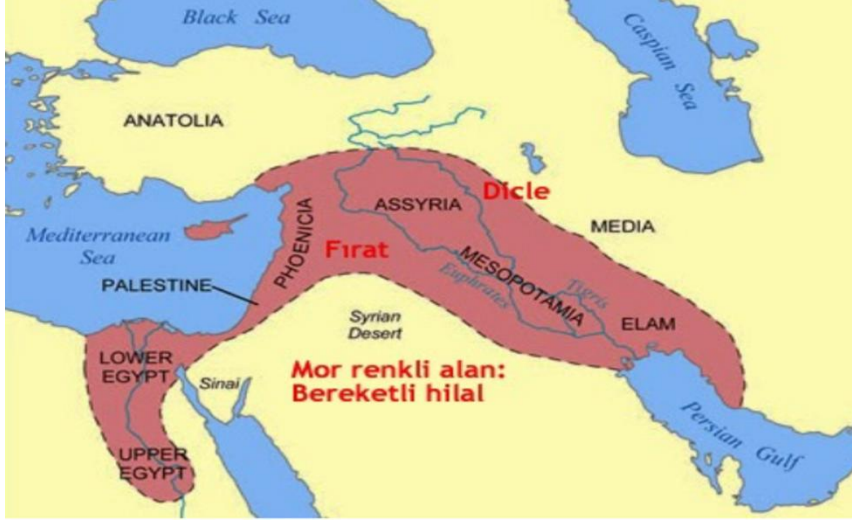 Black Sea
Caspian
Sea
ANATOLIA
Dicle
ASSYRIA
MEDIA
PHOENICIA
Mediterranean
Sea
Fırat
MESOPOTAMIA
Euphrates
Tigris
PALESTINE
Syrian
Desert
ELAM
LOWER
EGYPT
Sinai
Mor renkli alan:
Bereketli hilal
Persian Gulf
UPPER
EGYPT